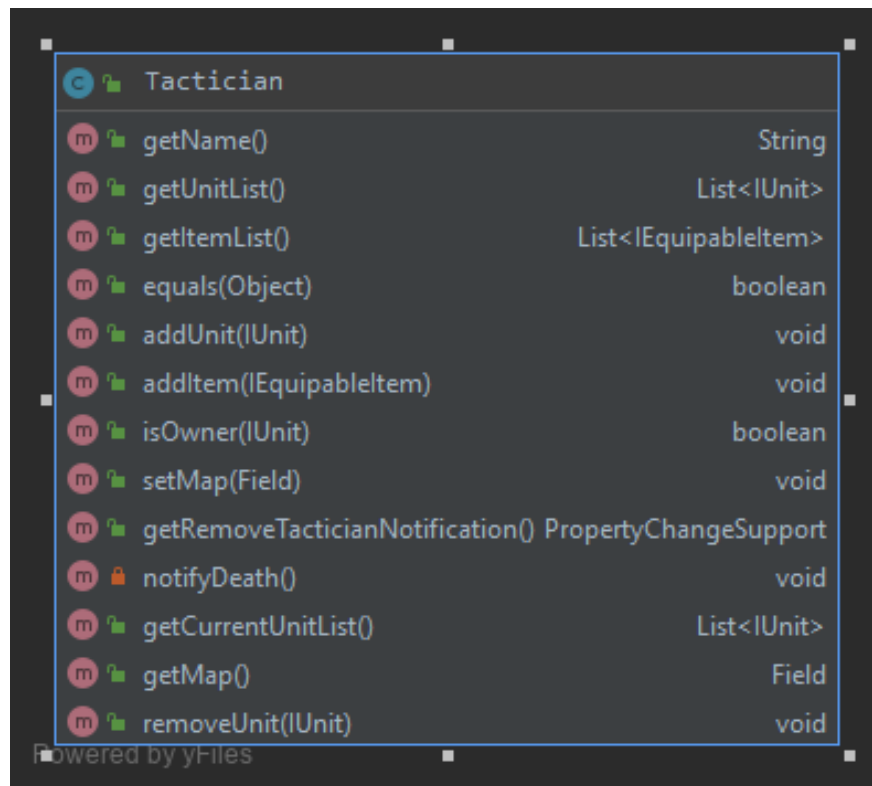 C Tactician
m getName() String
m getUnitList() List<IUnit>
m getItemList() List<IEquipableItem>
m equals(Object) boolean
m addUnit(IUnit) void
m addItem(IEquipableItem) void
m isOwner(IUnit) boolean
m setMap(Field) void
m getRemoveTacticianNotification() PropertyChangeSupport
m notifyDeath() void
m getCurrentUnitList() List<IUnit>
m getMap() Field
m removeUnit(IUnit) void
Powered by yFiles